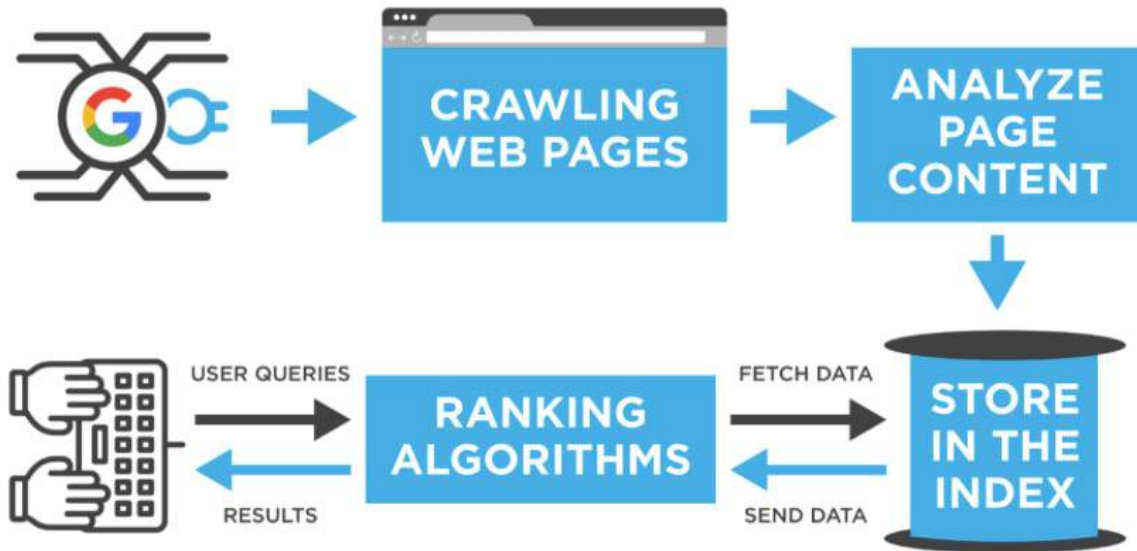 G
CRAWLING
WEB PAGES
ANALYZE
PAGE
CONTENT
USER QUERIES
RANKING
ALGORITHMS
RESULTS
FETCH DATA
SEND DATA
STORE
IN THE
INDEX